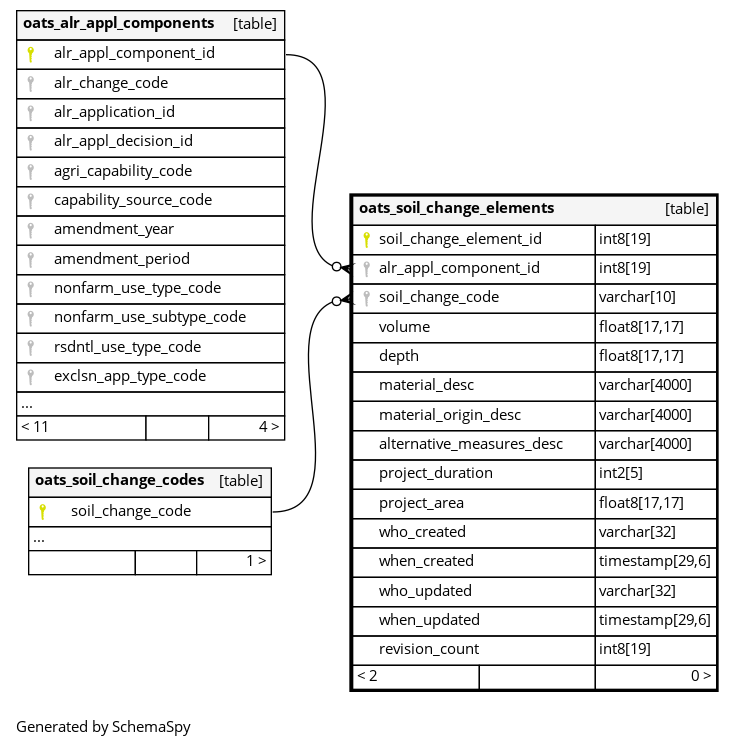 oats_alr_appl_components [table]
alr_appl_component_id
alr_change_code
alr_application_id
alr_appl_decision_id
agri_capability_code
capability_source_code
amendment_year
amendment_period
nonfarm_use_type_code
nonfarm_use_subtype_code
rsdntl_use_type_code
exclsn_app_type_code
...
< 11 4 >
oats_soil_change_codes [table]
soil_change_code
...
1 >
oats_soil_change_elements [table]
soil_change_element_id int8[19]
alr_appl_component_id int8[19]
soil_change_code varchar[10]
volume float8[17,17]
depth float8[17,17]
material_desc varchar[4000]
material_origin_desc varchar[4000]
alternative_measures_desc varchar[4000]
project_duration int2[5]
project_area float8[17,17]
who_created varchar[32]
when_created timestamp[29,6]
who_updated varchar[32]
when_updated timestamp[29,6]
revision_count int8[19]
< 2 0 >
Generated by SchemaSpy